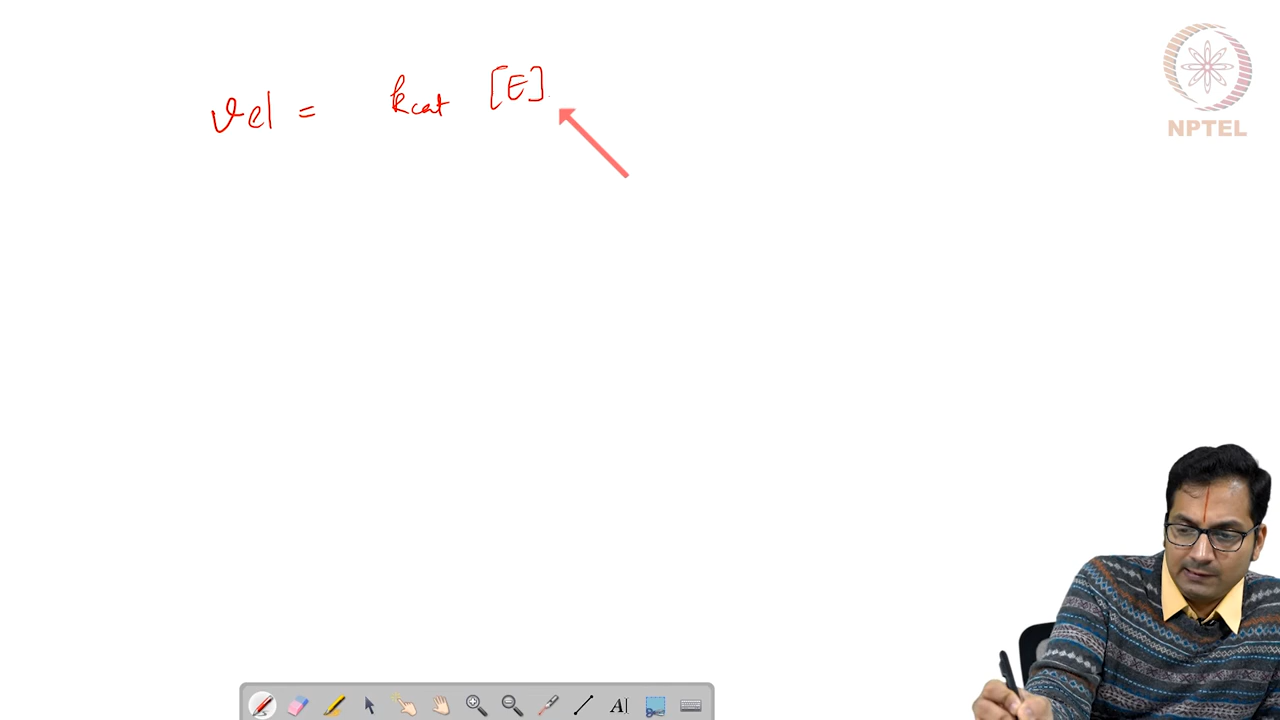 vel = kcat [E]
NPTEL